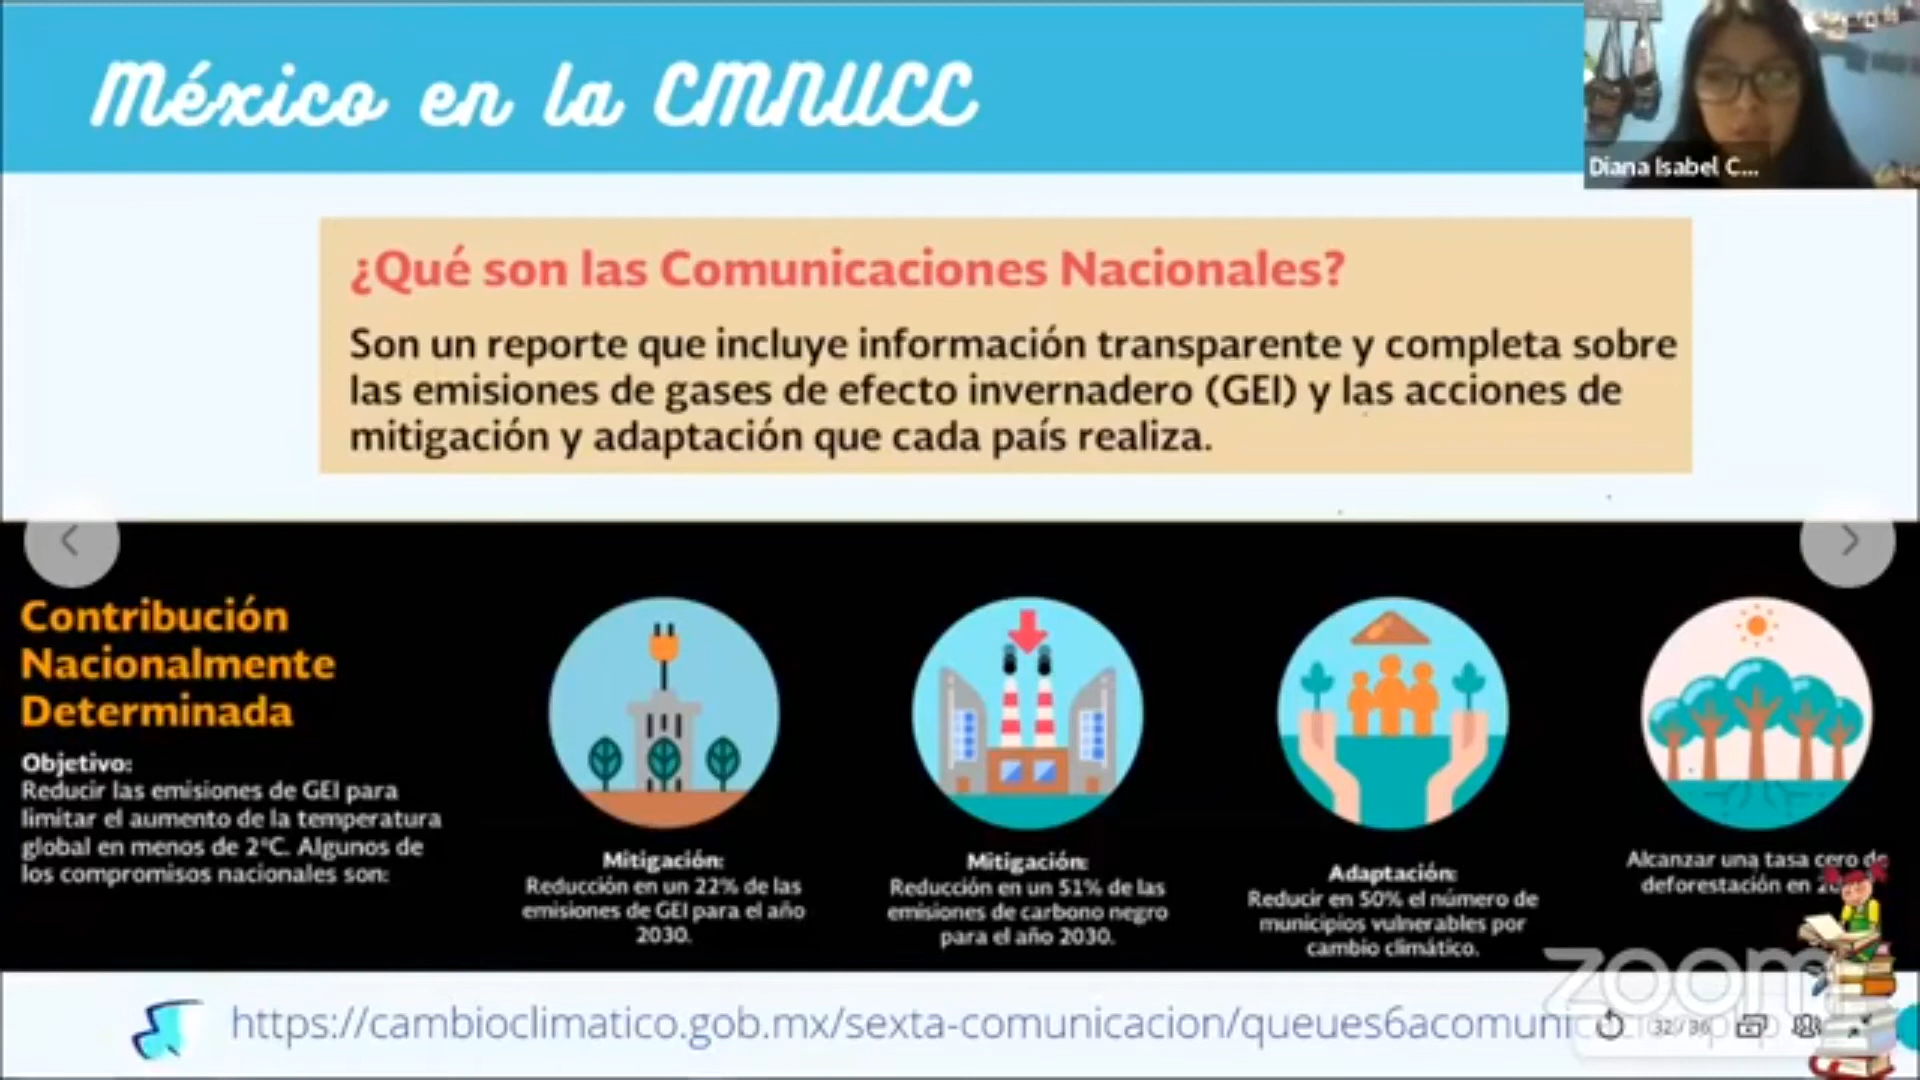 México en la CMNUCC
Diana Isabel C...
¿Qué son las Comunicaciones Nacionales?
Son un reporte que incluye información transparente y completa sobre
las emisiones de gases de efecto invernadero (GEI) y las acciones de
mitigación y adaptación que cada país realiza.
Contribución
Nacionalmente
Determinada
Objetivo:
Reducir las emisiones de GEI para
limitar el aumento de la temperatura
global en menos de 2°C. Algunos de
los compromisos nacionales son:
Mitigación:
Reducción en un 22% de las
emisiones de GEI para el año
2030.
Mitigación:
Reducción en un 51% de las
emisiones de carbono negro
para el año 2030.
Adaptación:
Reducir en 50% el número de
municipios vulnerables por
cambio climático.
Alcanzar una tasa cero de
deforestación en
zoom
https://cambioclimatico.gob.mx/sexta-comunicacion/queues6acomuni
32 / 36